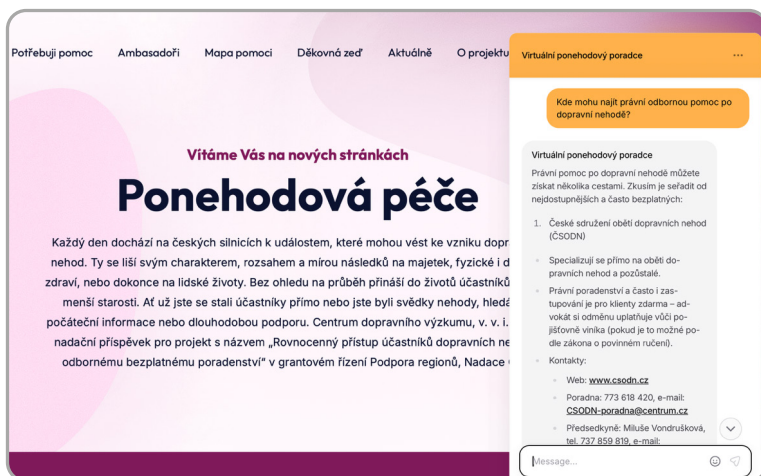 Potřebuji pomoc Ambasadoři Mapa pomoci Děkovná zeď Aktuálně O projektu
Vítáme Vás na nových stránkách
Ponehodová péče
Každý den dochází na českých silnicích k událostem, které mohou vést ke vzniku
nehod. Ty se liší svým charakterem, rozsahem a mírou následků na majetek, fyzické i
zdraví, nebo dokonce na lidské životy. Bez ohledu na průběh přináší do životů účastníků
menší starosti. Ať už jste se stali účastníky přímo nebo jste byli svědky nehody,
počáteční informace nebo dlouhodobou podporu. Centrum dopravního výzkumu, v. v. i.
nadační příspěvek pro projekt s názvem „Rovnocenný přístup účastníků dopravních
odbornému bezplatnému poradenství“ v grantovém řízení Podpora regionů, Nadace
Virtuální ponehodový poradce
Kde mohu najít právní odbornou pomoc po
dopravní nehodě?
Virtuální ponehodový poradce
Právní pomoc po dopravní nehodě můžete
získat několika cestami. Zkusím je seřadit od
nejdostupnějších a často bezplatných:
1. České sdružení obětí dopravních nehod
(ČSODN)
Specializují se přímo na oběti do-
pravních nehod a pozůstalé.
Právní poradenství a často i zas-
tupování je pro klienty zdarma – ad-
vokát si odměnu uplatňuje vůči po-
jišťovně viníka (pokud je to možné po-
dle zákona o povinném ručení).
Kontakty:
Web: www.csodn.cz
Poradna: 773 618 420, e-mail:
CSODN-poradna@centrum.cz
Předsedkyně: Miluše Vondrušková,
tel. 737 859 819, e-mail:
Message...